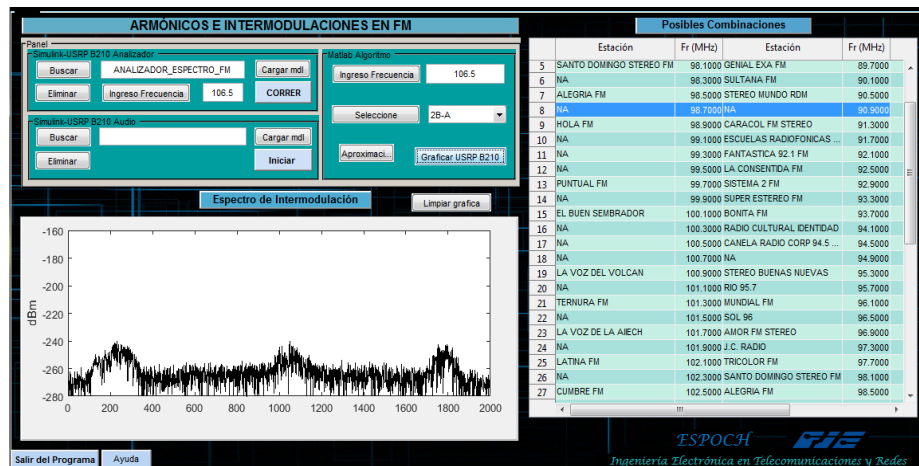 ARMÓNICOS E INTERMODULACIONES EN FM
Panel
Simulink-USRP B210 Analizador
Buscar
ANALIZADOR_ESPECTRO_FM
Cargar mdl
Eliminar
Ingreso Frecuencia
106.5
CORRER
Simulink-USRP B210 Audio
Buscar
Cargar mdl
Eliminar
Iniciar
Matlab Algoritmo
Ingreso Frecuencia
106.5
Seleccione
2B-A
Aproximaci...
Graficar USRP B210
Espectro de Intermodulación
Limpiar grafica
-160
-180
-200
-220
-240
-260
-280
dBm
0 200 400 600 800 1000 1200 1400 1600 1800 2000
Posibles Combinaciones
Estación Fr (MHz) Estación Fr (MHz)
5 SANTO DOMINGO STEREO FM 98.1000 GENIAL EXA FM 89.7000
6 NA 98.3000 SULTANA FM 90.1000
7 ALEGRIA FM 98.5000 STEREO MUNDO RDM 90.5000
8 NA 98.7000 NA 90.9000
9 HOLA FM 98.9000 CARACOL FM STEREO 91.3000
10 NA 99.1000 ESCUELAS RADIOFONICAS ... 91.7000
11 NA 99.3000 FANTASTICA 92.1 FM 92.1000
12 NA 99.5000 LA CONSENTIDA FM 92.5000
13 PUNTUAL FM 99.7000 SISTEMA 2 FM 92.9000
14 NA 99.9000 SUPER ESTEREO FM 93.3000
15 EL BUEN SEMBRADOR 100.1000 BONITA FM 93.7000
16 NA 100.3000 RADIO CULTURAL IDENTIDAD 94.1000
17 NA 100.5000 CANELA RADIO CORP 94.5 ... 94.5000
18 NA 100.7000 NA 94.9000
19 LA VOZ DEL VOLCAN 100.9000 STEREO BUENAS NUEVAS 95.3000
20 NA 101.1000 RIO 95.7 95.7000
21 TERNURA FM 101.3000 MUNDIAL FM 96.1000
22 NA 101.5000 SOL 96 96.5000
23 LA VOZ DE LA AIIECH 101.7000 AMOR FM STEREO 96.9000
24 NA 101.9000 J.C. RADIO 97.3000
25 LATINA FM 102.1000 TRICOLOR FM 97.7000
26 NA 102.3000 SANTO DOMINGO STEREO FM 98.1000
27 CUMBRE FM 102.5000 ALEGRIA FM 98.5000
ESPOCH FIE
Ingeniería Electrónica en Telecomunicaciones y Redes
Salir del Programa
Ayuda